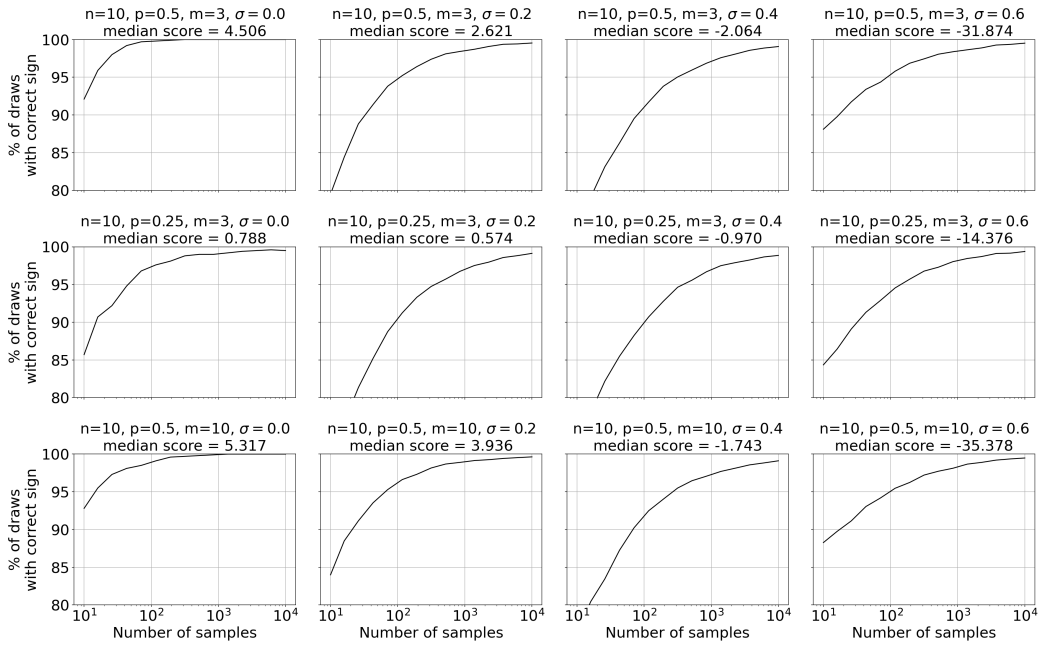 n=10, p=0.5, m=3, σ = 0.0
median score = 4.506
n=10, p=0.5, m=3, σ = 0.2
median score = 2.621
n=10, p=0.5, m=3, σ = 0.4
median score = -2.064
n=10, p=0.5, m=3, σ = 0.6
median score = -31.874
% of draws
with correct sign
100
95
90
85
80
n=10, p=0.25, m=3, σ = 0.0
median score = 0.788
n=10, p=0.25, m=3, σ = 0.2
median score = 0.574
n=10, p=0.25, m=3, σ = 0.4
median score = -0.970
n=10, p=0.25, m=3, σ = 0.6
median score = -14.376
% of draws
with correct sign
100
95
90
85
80
n=10, p=0.5, m=10, σ = 0.0
median score = 5.317
n=10, p=0.5, m=10, σ = 0.2
median score = 3.936
n=10, p=0.5, m=10, σ = 0.4
median score = -1.743
n=10, p=0.5, m=10, σ = 0.6
median score = -35.378
% of draws
with correct sign
100
95
90
85
80
10¹ 10² 10³ 10⁴
Number of samples
10¹ 10² 10³ 10⁴
Number of samples
10¹ 10² 10³ 10⁴
Number of samples
10¹ 10² 10³ 10⁴
Number of samples